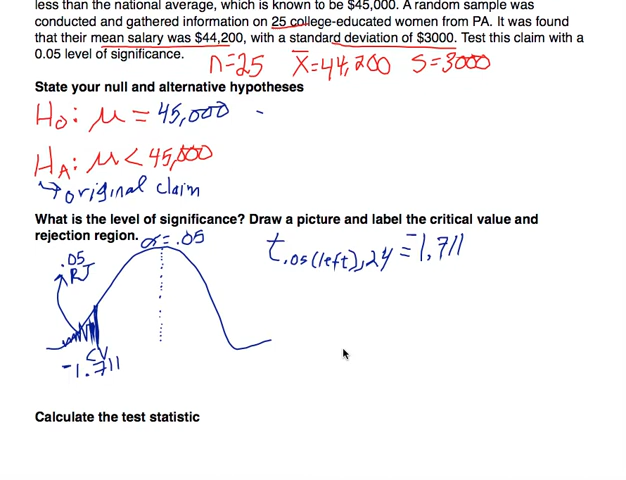 less than the national average, which is known to be $45,000. A random sample was
conducted and gathered information on 25 college-educated women from PA. It was found
that their mean salary was $44,200, with a standard deviation of $3000. Test this claim with a
0.05 level of significance.
n=25 x̄=44,200 s=3000
State your null and alternative hypotheses
H₀: μ = 45,000
Hₐ: μ < 45,000
→original claim
What is the level of significance? Draw a picture and label the critical value and
rejection region. α=.05
t.05(left),24 = -1.711
.05
RJ
CV
-1.711
Calculate the test statistic